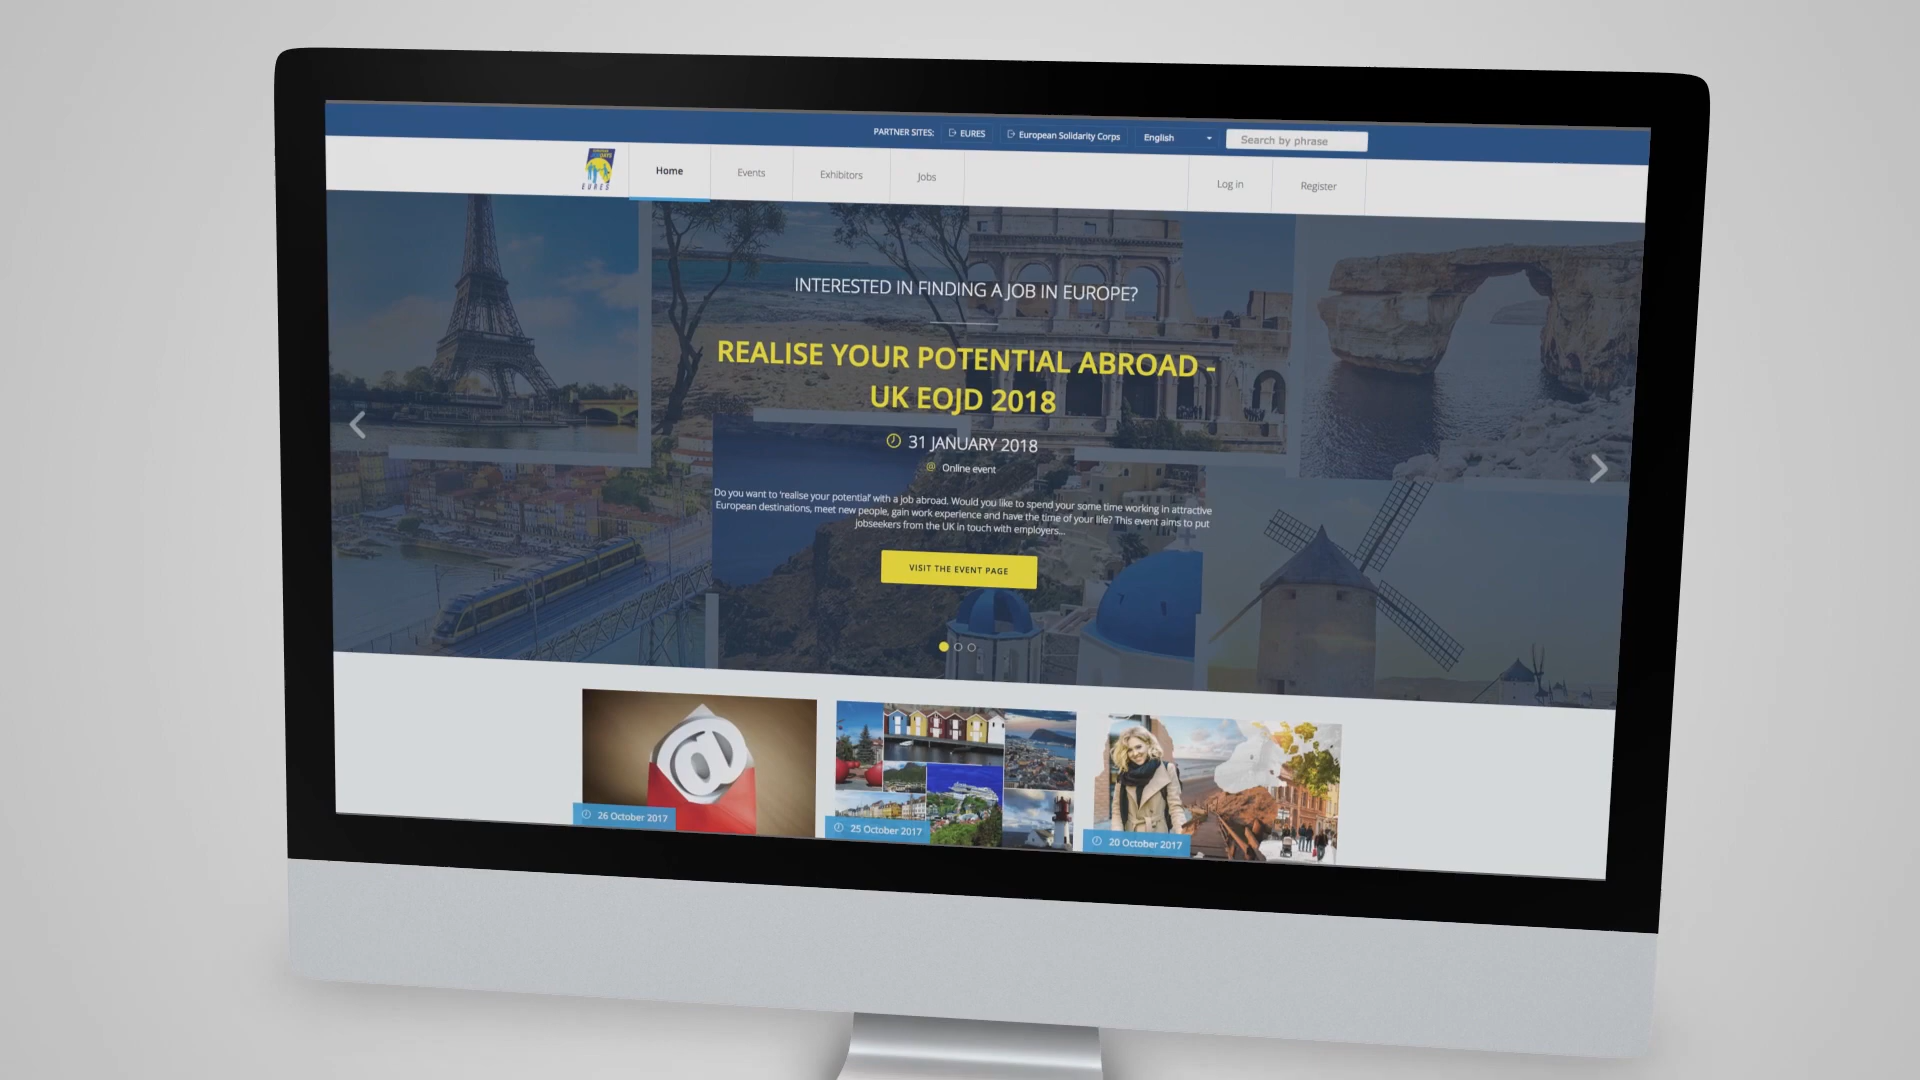 PARTNER SITES: EURES European Solidarity Corps English Search by phrase
EURES
Home Events Exhibitors Jobs Log in Register
INTERESTED IN FINDING A JOB IN EUROPE?
REALISE YOUR POTENTIAL ABROAD -
UK EOJD 2018
31 JANUARY 2018
@ Online event
Do you want to 'realise your potential' with a job abroad. Would you like to spend your some time working in attractive
European destinations, meet new people, gain work experience and have the time of your life? This event aims to put
jobseekers from the UK in touch with employers...
VISIT THE EVENT PAGE
@
26 October 2017
25 October 2017
20 October 2017